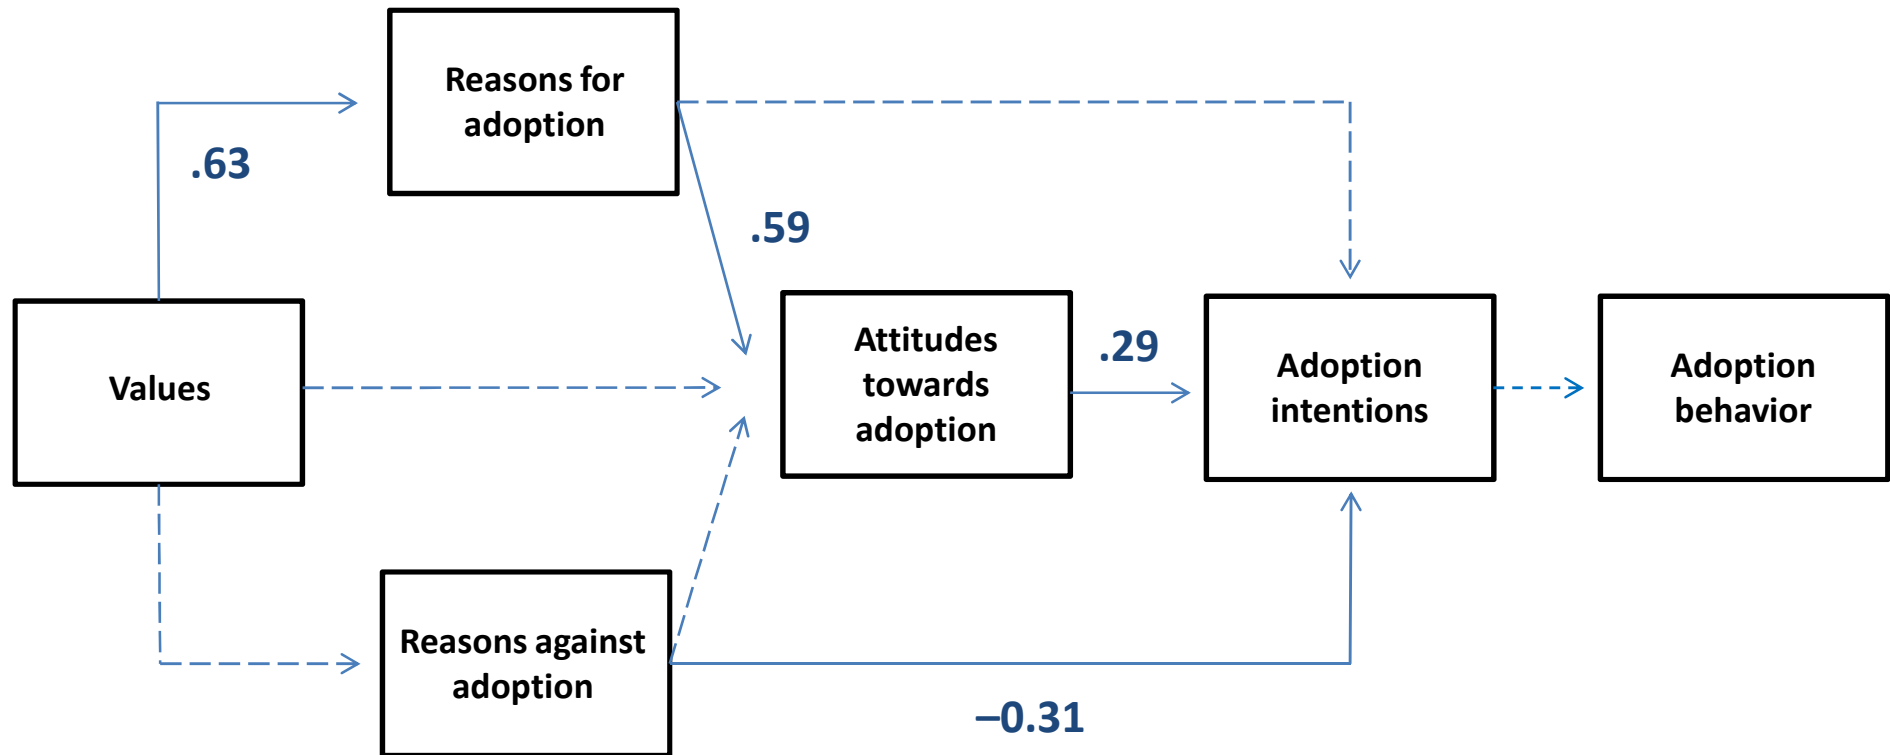 Reasons for
adoption
.63
.59
Values
Attitudes
towards
adoption
.29
Adoption
intentions
Adoption
behavior
Reasons against
adoption
–0.31